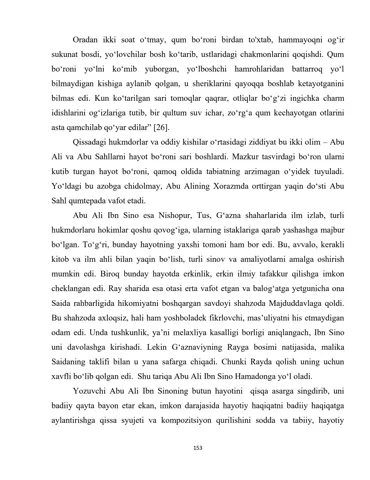 Oradan ikki soat o‘tmay, qum bo‘roni birdan to'xtab, hammayoqni og‘ir
sukunat bosdi, yo‘lovchilar bosh ko‘tarib, ustlaridagi chakmonlarini qoqishdi. Qum
bo‘roni yo‘lni ko‘mib yuborgan, yo‘lboshchi hamrohlaridan battarroq yo‘l
bilmaydigan kishiga aylanib qolgan, u sheriklarini qayoqqa boshlab ketayotganini
bilmas edi. Kun ko‘tarilgan sari tomoqlar qaqrar, otliqlar bo‘g‘zi ingichka charm
idishlarini og‘izlariga tutib, bir qultum suv ichar, zo‘rg‘a qum kechayotgan otlarini
asta qamchilab qo‘yar edilar” [26].
Qissadagi hukmdorlar va oddiy kishilar o‘rtasidagi ziddiyat bu ikki olim – Abu
Ali va Abu Sahllarni hayot bo‘roni sari boshlardi. Mazkur tasvirdagi bo‘ron ularni
kutib turgan hayot bo‘roni, qamoq oldida tabiatning arzimagan o‘yidek tuyuladi.
Yo‘ldagi bu azobga chidolmay, Abu Alining Xorazmda orttirgan yaqin do‘sti Abu
Sahl qumtepada vafot etadi.
Abu Ali Ibn Sino esa Nishopur, Tus, G‘azna shaharlarida ilm izlab, turli
hukmdorlaru hokimlar qoshu qovog‘iga, ularning istaklariga qarab yashashga majbur
bo‘lgan. To‘g‘ri, bunday hayotning yaxshi tomoni ham bor edi. Bu, avvalo, kerakli
kitob va ilm ahli bilan yaqin bo‘lish, turli sinov va amaliyotlarni amalga oshirish
mumkin edi. Biroq bunday hayotda erkinlik, erkin ilmiy tafakkur qilishga imkon
cheklangan edi. Ray sharida esa otasi erta vafot etgan va balog‘atga yetgunicha ona
Saida rahbarligida hikomiyatni boshqargan savdoyi shahzoda Majduddavlaga qoldi.
Bu shahzoda axloqsiz, hali ham yoshboladek fikrlovchi, mas’uliyatni his etmaydigan
odam edi. Unda tushkunlik, ya’ni melaxliya kasalligi borligi aniqlangach, Ibn Sino
uni davolashga kirishadi. Lekin G‘aznaviyning Rayga bosimi natijasida, malika
Saidaning taklifi bilan u yana safarga chiqadi. Chunki Rayda qolish uning uchun
xavfli bo‘lib qolgan edi.  Shu tariqa Abu Ali Ibn Sino Hamadonga yo‘l oladi.
Yozuvchi Abu Ali Ibn Sinoning butun hayotini  qisqa asarga singdirib, uni
badiiy qayta bayon etar ekan, imkon darajasida hayotiy haqiqatni badiiy haqiqatga
aylantirishga qissa syujeti va kompozitsiyon qurilishini sodda va tabiiy, hayotiy
153